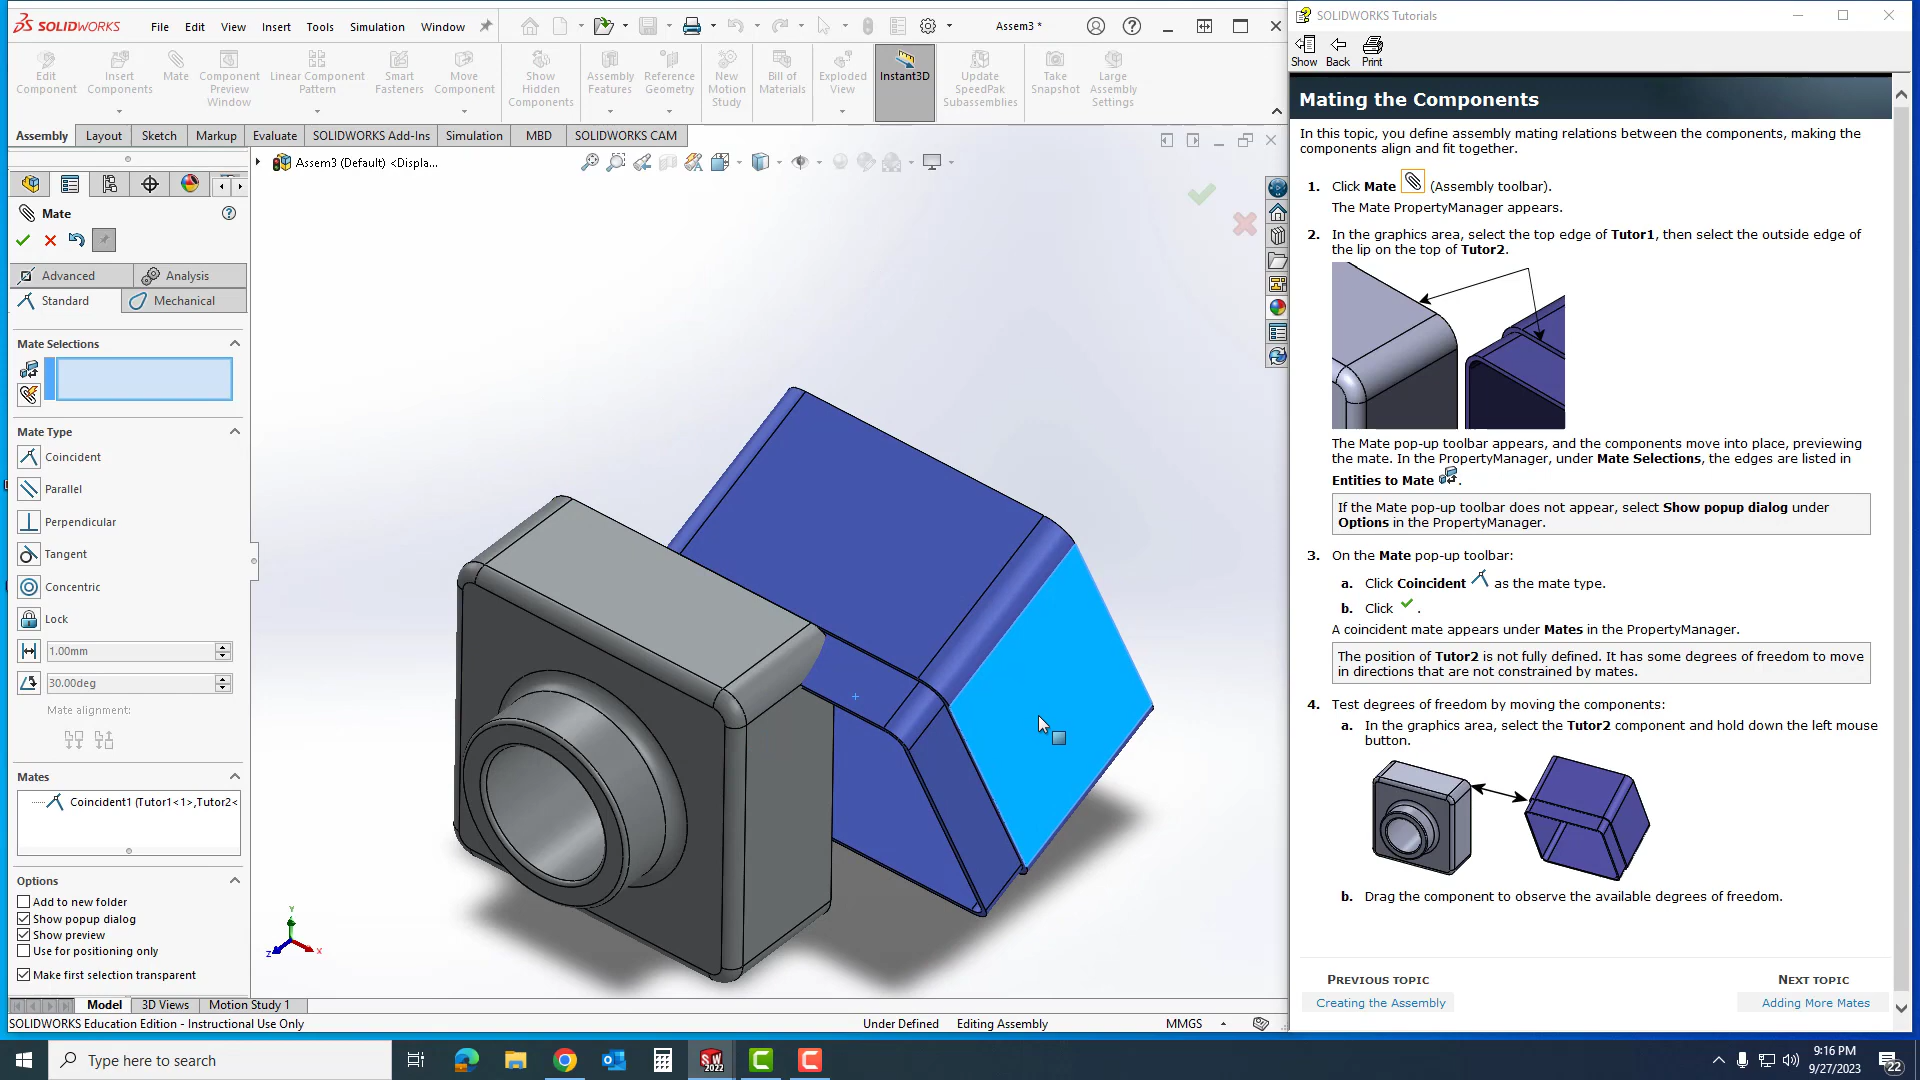 SOLIDWORKS
File Edit View Insert Tools Simulation Window
Assem3 *
Edit Component
Insert Components
Mate
Component Preview Window
Linear Component Pattern
Smart Fasteners
Move Component
Show Hidden Components
Assembly Features
Reference Geometry
New Motion Study
Bill of Materials
Exploded View
Instant3D
Update SpeedPak Subassemblies
Take Snapshot
Large Assembly Settings
Assembly Layout Sketch Markup Evaluate SOLIDWORKS Add-Ins Simulation MBD SOLIDWORKS CAM
Assem3 (Default) <Displa...
Mate
Advanced Analysis
Standard Mechanical
Mate Selections
Mate Type
Coincident
Parallel
Perpendicular
Tangent
Concentric
Lock
1.00mm
30.00deg
Mate alignment:
Mates
Coincident1 (Tutor1<1>,Tutor2<
Options
Add to new folder
Show popup dialog
Show preview
Use for positioning only
Make first selection transparent
Y
X
Z
Model 3D Views Motion Study 1
SOLIDWORKS Education Edition - Instructional Use Only
Under Defined Editing Assembly MMGS
SOLIDWORKS Tutorials
Show Back Print
Mating the Components
In this topic, you define assembly mating relations between the components, making the
components align and fit together.
1. Click Mate (Assembly toolbar).
The Mate PropertyManager appears.
2. In the graphics area, select the top edge of Tutor1, then select the outside edge of
the lip on the top of Tutor2.
The Mate pop-up toolbar appears, and the components move into place, previewing
the mate. In the PropertyManager, under Mate Selections, the edges are listed in
Entities to Mate .
If the Mate pop-up toolbar does not appear, select Show popup dialog under
Options in the PropertyManager.
3. On the Mate pop-up toolbar:
a. Click Coincident as the mate type.
b. Click .
A coincident mate appears under Mates in the PropertyManager.
The position of Tutor2 is not fully defined. It has some degrees of freedom to move
in directions that are not constrained by mates.
4. Test degrees of freedom by moving the components:
a. In the graphics area, select the Tutor2 component and hold down the left mouse
button.
b. Drag the component to observe the available degrees of freedom.
PREVIOUS TOPIC NEXT TOPIC
Creating the Assembly Adding More Mates
Type here to search
SW 2022
9:16 PM
9/27/2023
22